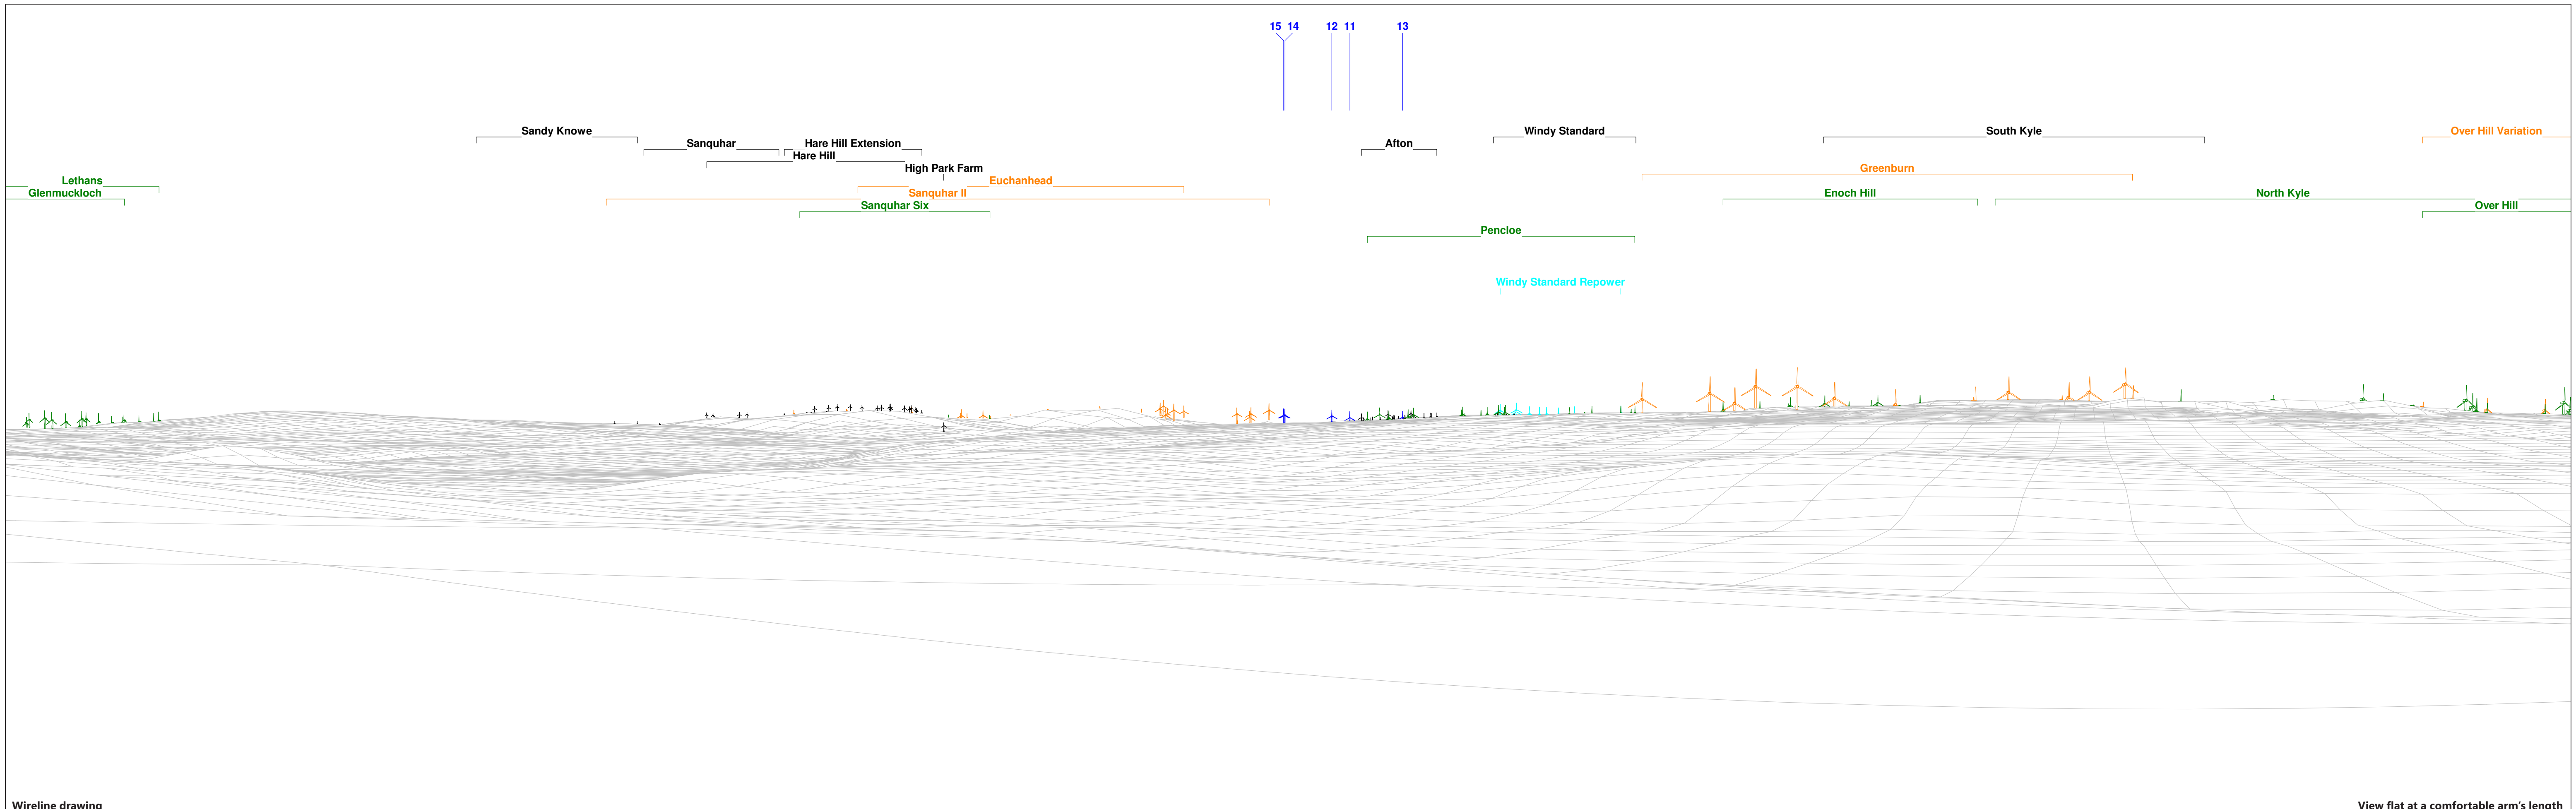 15 14 12 11 13
Sandy Knowe
Windy Standard
South Kyle
Over Hill Variation
Sanquhar
Hare Hill Extension
Afton
Hare Hill
High Park Farm
Greenburn
Lethans
Euchanhead
Glenmuckloch
Sanquhar II
Enoch Hill
North Kyle
Sanquhar Six
Over Hill
Pencloe
Windy Standard Repower
Wireline drawing
View flat at a comfortable arm's length